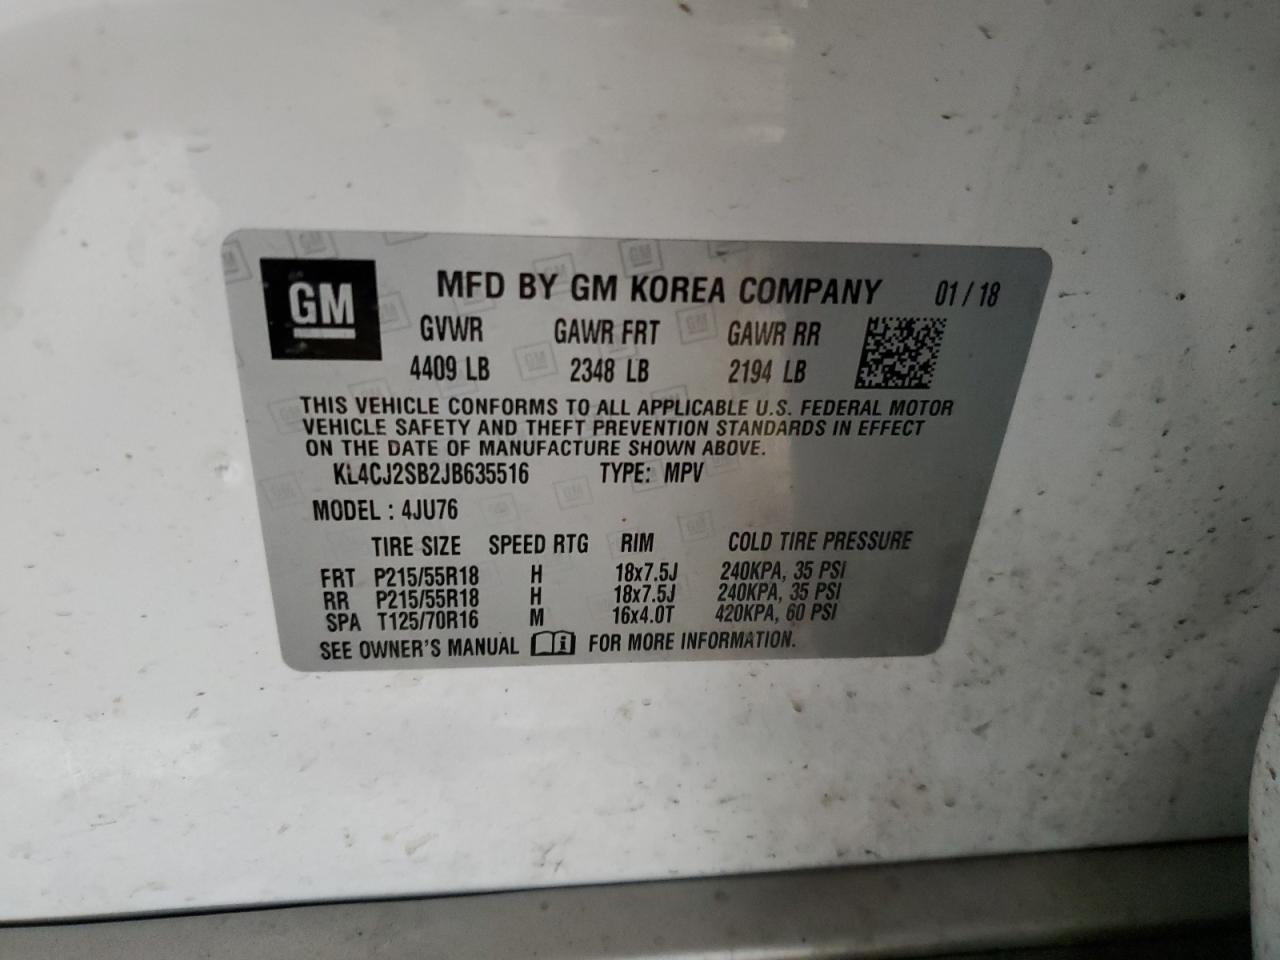 GM
MFD BY GM KOREA COMPANY 01/18
GVWR GAWR FRT GAWR RR
4409 LB 2348 LB 2194 LB
THIS VEHICLE CONFORMS TO ALL APPLICABLE U.S. FEDERAL MOTOR
VEHICLE SAFETY AND THEFT PREVENTION STANDARDS IN EFFECT
ON THE DATE OF MANUFACTURE SHOWN ABOVE.
KL4CJ2SB2JB635516 TYPE: MPV
MODEL : 4JU76
TIRE SIZE SPEED RTG RIM COLD TIRE PRESSURE
FRT P215/55R18 H 18x7.5J 240KPA, 35 PSI
RR P215/55R18 H 18x7.5J 240KPA, 35 PSI
SPA T125/70R16 M 16x4.0T 420KPA, 60 PSI
SEE OWNER'S MANUAL i FOR MORE INFORMATION.